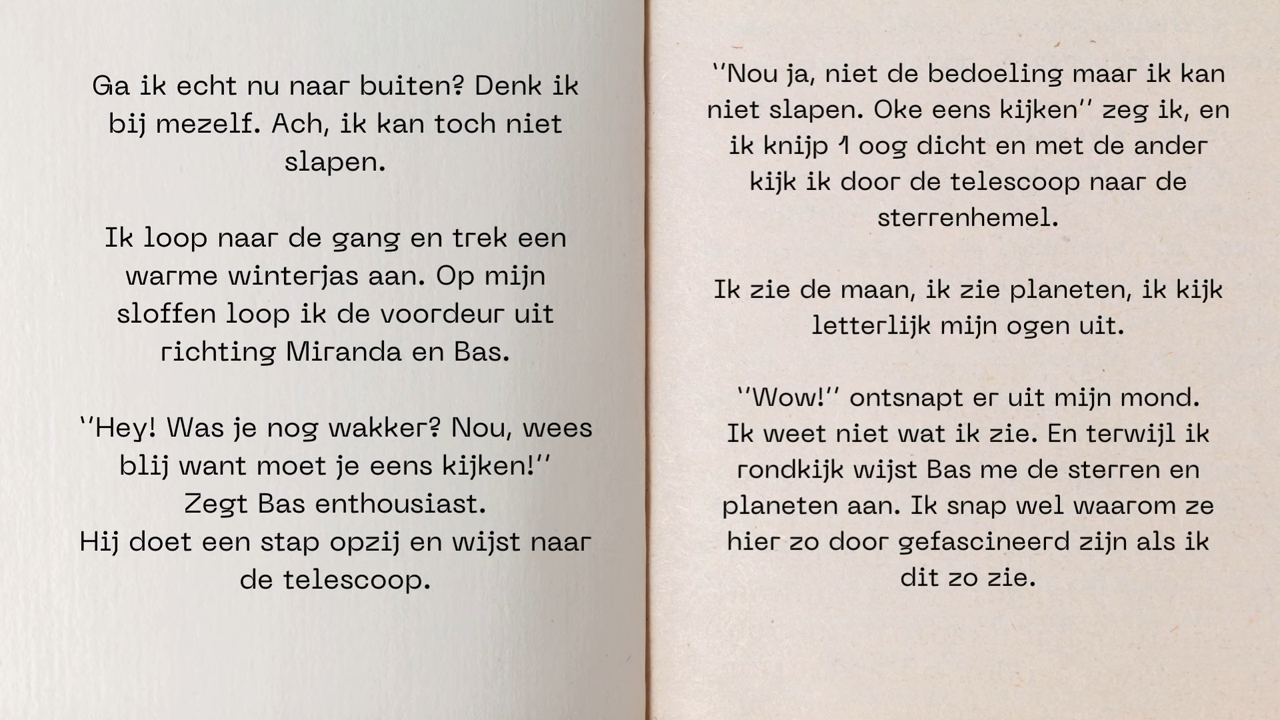 Ga ik echt nu naar buiten? Denk ik
bij mezelf. Ach, ik kan toch niet
slapen.
Ik loop naar de gang en trek een
warme winterjas aan. Op mijn
sloffen loop ik de voordeur uit
richting Miranda en Bas.
‘’Hey! Was je nog wakker? Nou, wees
blij want moet je eens kijken!’’
Zegt Bas enthousiast.
Hij doet een stap opzij en wijst naar
de telescoop.
‘’Nou ja, niet de bedoeling maar ik kan
niet slapen. Oke eens kijken’’ zeg ik, en
ik knijp 1 oog dicht en met de ander
kijk ik door de telescoop naar de
sterrenhemel.
Ik zie de maan, ik zie planeten, ik kijk
letterlijk mijn ogen uit.
‘’Wow!’’ ontsnapt er uit mijn mond.
Ik weet niet wat ik zie. En terwijl ik
rondkijk wijst Bas me de sterren en
planeten aan. Ik snap wel waarom ze
hier zo door gefascineerd zijn als ik
dit zo zie.